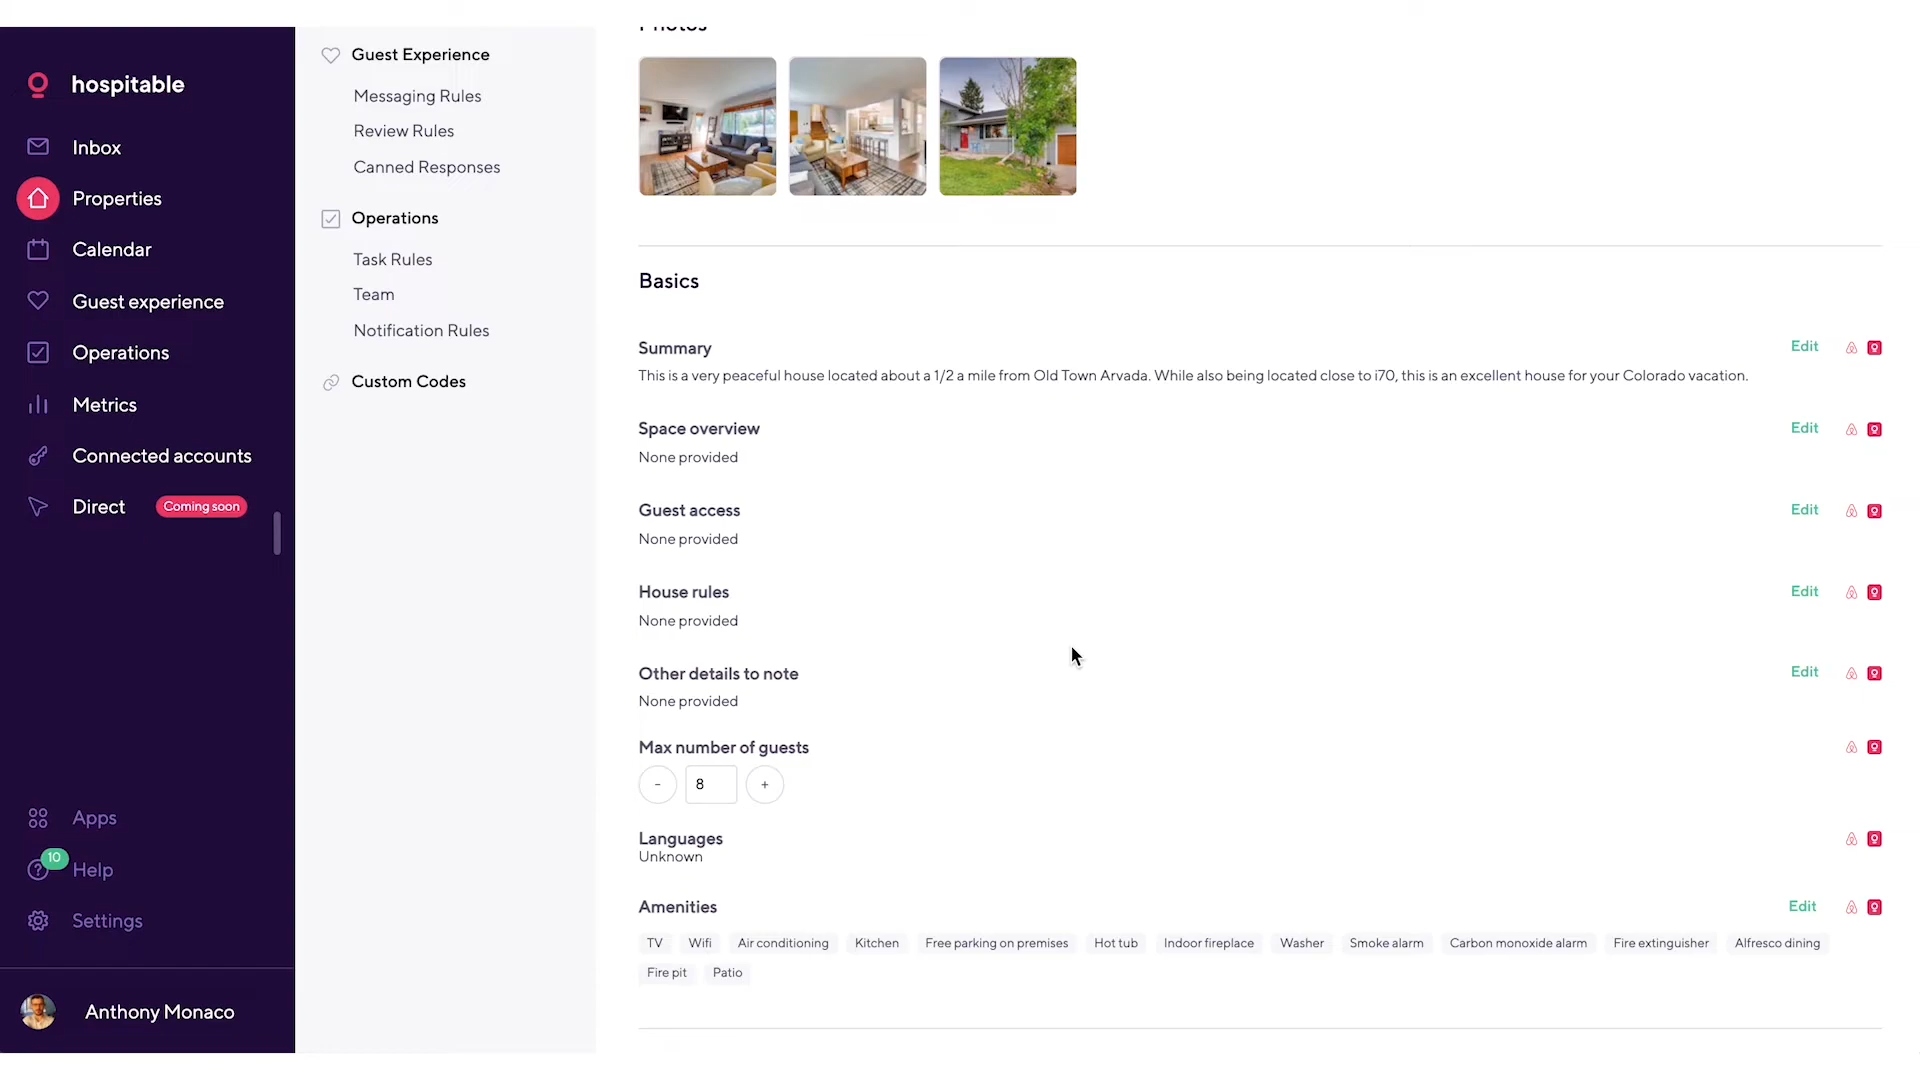 hospitable
Inbox
Properties
Calendar
Guest experience
Operations
Metrics
Connected accounts
Direct Coming soon
Apps
10
Help
Settings
Anthony Monaco
Guest Experience
Messaging Rules
Review Rules
Canned Responses
Operations
Task Rules
Team
Notification Rules
Custom Codes
Photos
Basics
Summary Edit
This is a very peaceful house located about a 1/2 a mile from Old Town Arvada. While also being located close to i70, this is an excellent house for your Colorado vacation.
Space overview Edit
None provided
Guest access Edit
None provided
House rules Edit
None provided
Other details to note Edit
None provided
Max number of guests
- 8 +
Languages
Unknown
Amenities Edit
TV Wifi Air conditioning Kitchen Free parking on premises Hot tub Indoor fireplace Washer Smoke alarm Carbon monoxide alarm Fire extinguisher Alfresco dining
Fire pit Patio